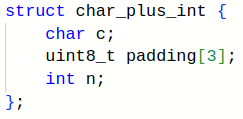 struct char_plus_int {
    char c;
    uint8_t padding[3];
    int n;
};